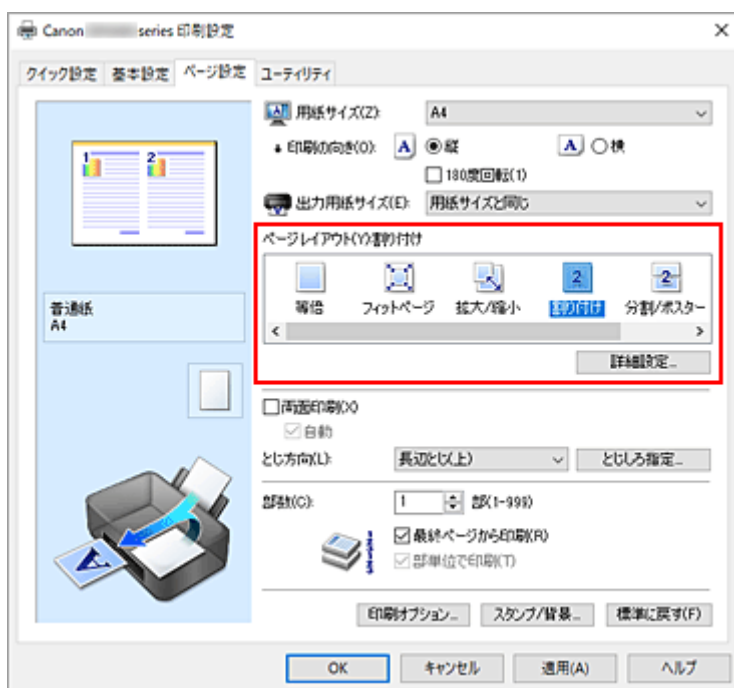 Canon series 印刷設定
クイック設定 基本設定 ページ設定 ユーティリティ
用紙サイズ(Z): A4
印刷の向き(O): A 縦 A 横
180度回転(1)
出力用紙サイズ(E): 用紙サイズと同じ
ページレイアウト(Y):割り付け
等倍 フィットページ 拡大/縮小 割り付け 分割/ポスター
詳細設定...
1 2
普通紙
A4
両面印刷(X)
自動
とじ方向(L): 長辺とじ(上) とじしろ指定...
部数(C): 1 部(1-999)
最終ページから印刷(R)
部単位で印刷(T)
印刷オプション... スタンプ/背景... 標準に戻す(F)
OK キャンセル 適用(A) ヘルプ